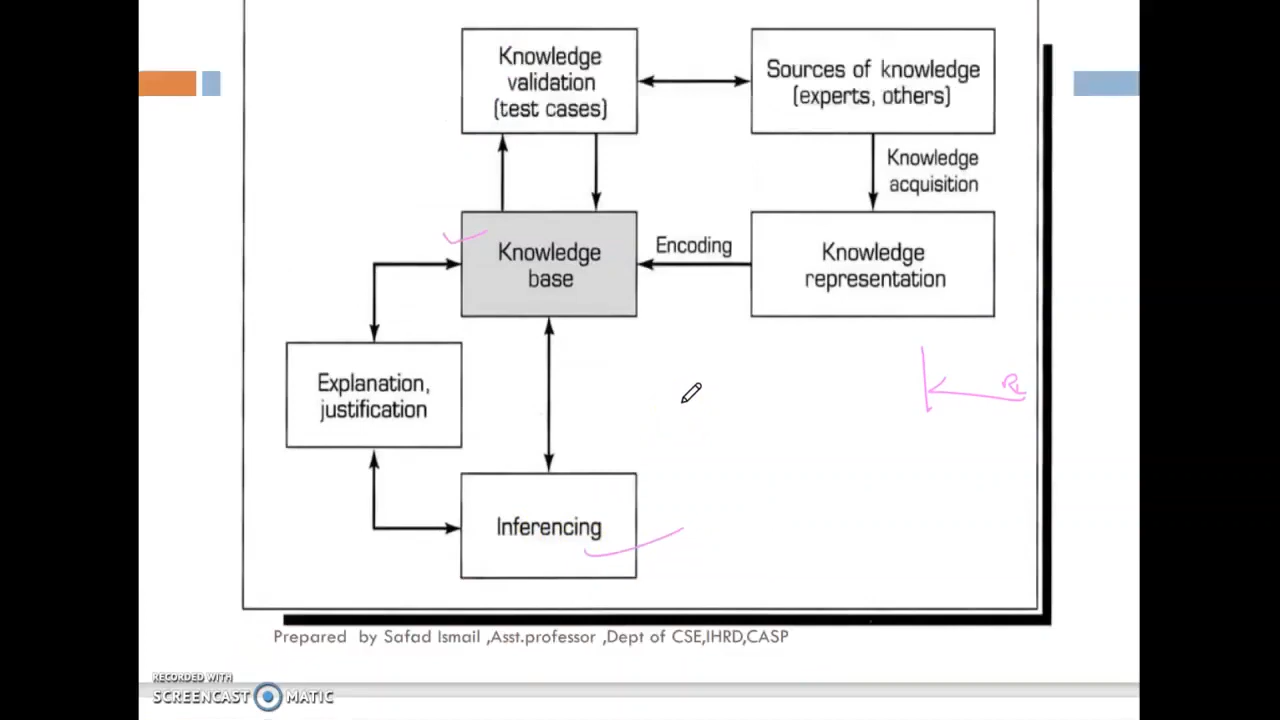 Knowledge
validation
(test cases)
Sources of knowledge
(experts, others)
Knowledge
acquisition
Knowledge
base
Encoding
Knowledge
representation
Explanation,
justification
Inferencing
Prepared by Safad Ismail ,Asst.professor ,Dept of CSE,IHRD,CASP
RECORDED WITH
SCREENCAST MATIC